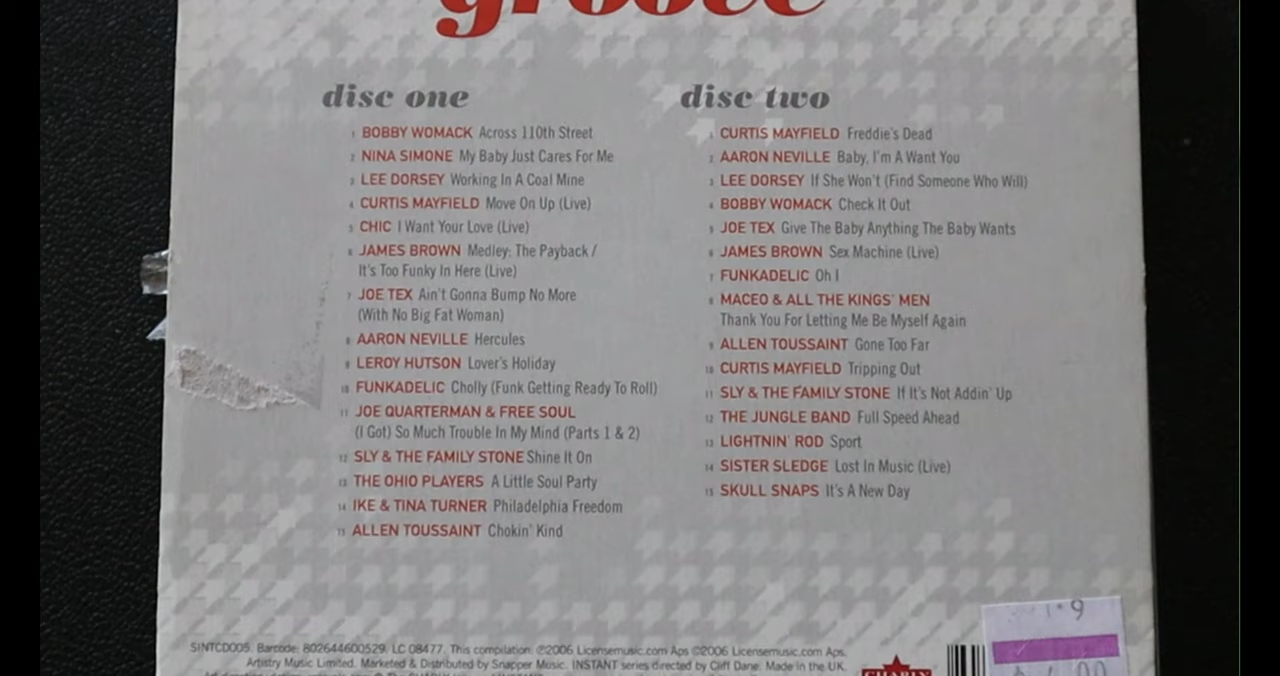 groove
disc one
1 BOBBY WOMACK Across 110th Street
2 NINA SIMONE My Baby Just Cares For Me
3 LEE DORSEY Working In A Coal Mine
4 CURTIS MAYFIELD Move On Up (Live)
5 CHIC I Want Your Love (Live)
6 JAMES BROWN Medley: The Payback /
It's Too Funky In Here (Live)
7 JOE TEX Ain't Gonna Bump No More
(With No Big Fat Woman)
8 AARON NEVILLE Hercules
9 LEROY HUTSON Lover's Holiday
10 FUNKADELIC Cholly (Funk Getting Ready To Roll)
11 JOE QUARTERMAN & FREE SOUL
(I Got) So Much Trouble In My Mind (Parts 1 & 2)
12 SLY & THE FAMILY STONE Shine It On
13 THE OHIO PLAYERS A Little Soul Party
14 IKE & TINA TURNER Philadelphia Freedom
15 ALLEN TOUSSAINT Chokin' Kind
disc two
1 CURTIS MAYFIELD Freddie's Dead
2 AARON NEVILLE Baby, I'm A Want You
3 LEE DORSEY If She Won't (Find Someone Who Will)
4 BOBBY WOMACK Check It Out
5 JOE TEX Give The Baby Anything The Baby Wants
6 JAMES BROWN Sex Machine (Live)
7 FUNKADELIC Oh I
8 MACEO & ALL THE KINGS' MEN
Thank You For Letting Me Be Myself Again
9 ALLEN TOUSSAINT Gone Too Far
10 CURTIS MAYFIELD Tripping Out
11 SLY & THE FAMILY STONE If It's Not Addin' Up
12 THE JUNGLE BAND Full Speed Ahead
13 LIGHTNIN' ROD Sport
14 SISTER SLEDGE Lost In Music (Live)
15 SKULL SNAPS It's A New Day
SINTCD005. Barcode: 802644600529. LC 08477. This compilation: ℗2006 Licensemusic.com Aps ©2006 Licensemusic.com Aps.
Artistry Music Limited. Marketed & Distributed by Snapper Music. INSTANT series directed by Cliff Dane. Made in the UK.
CHARLY